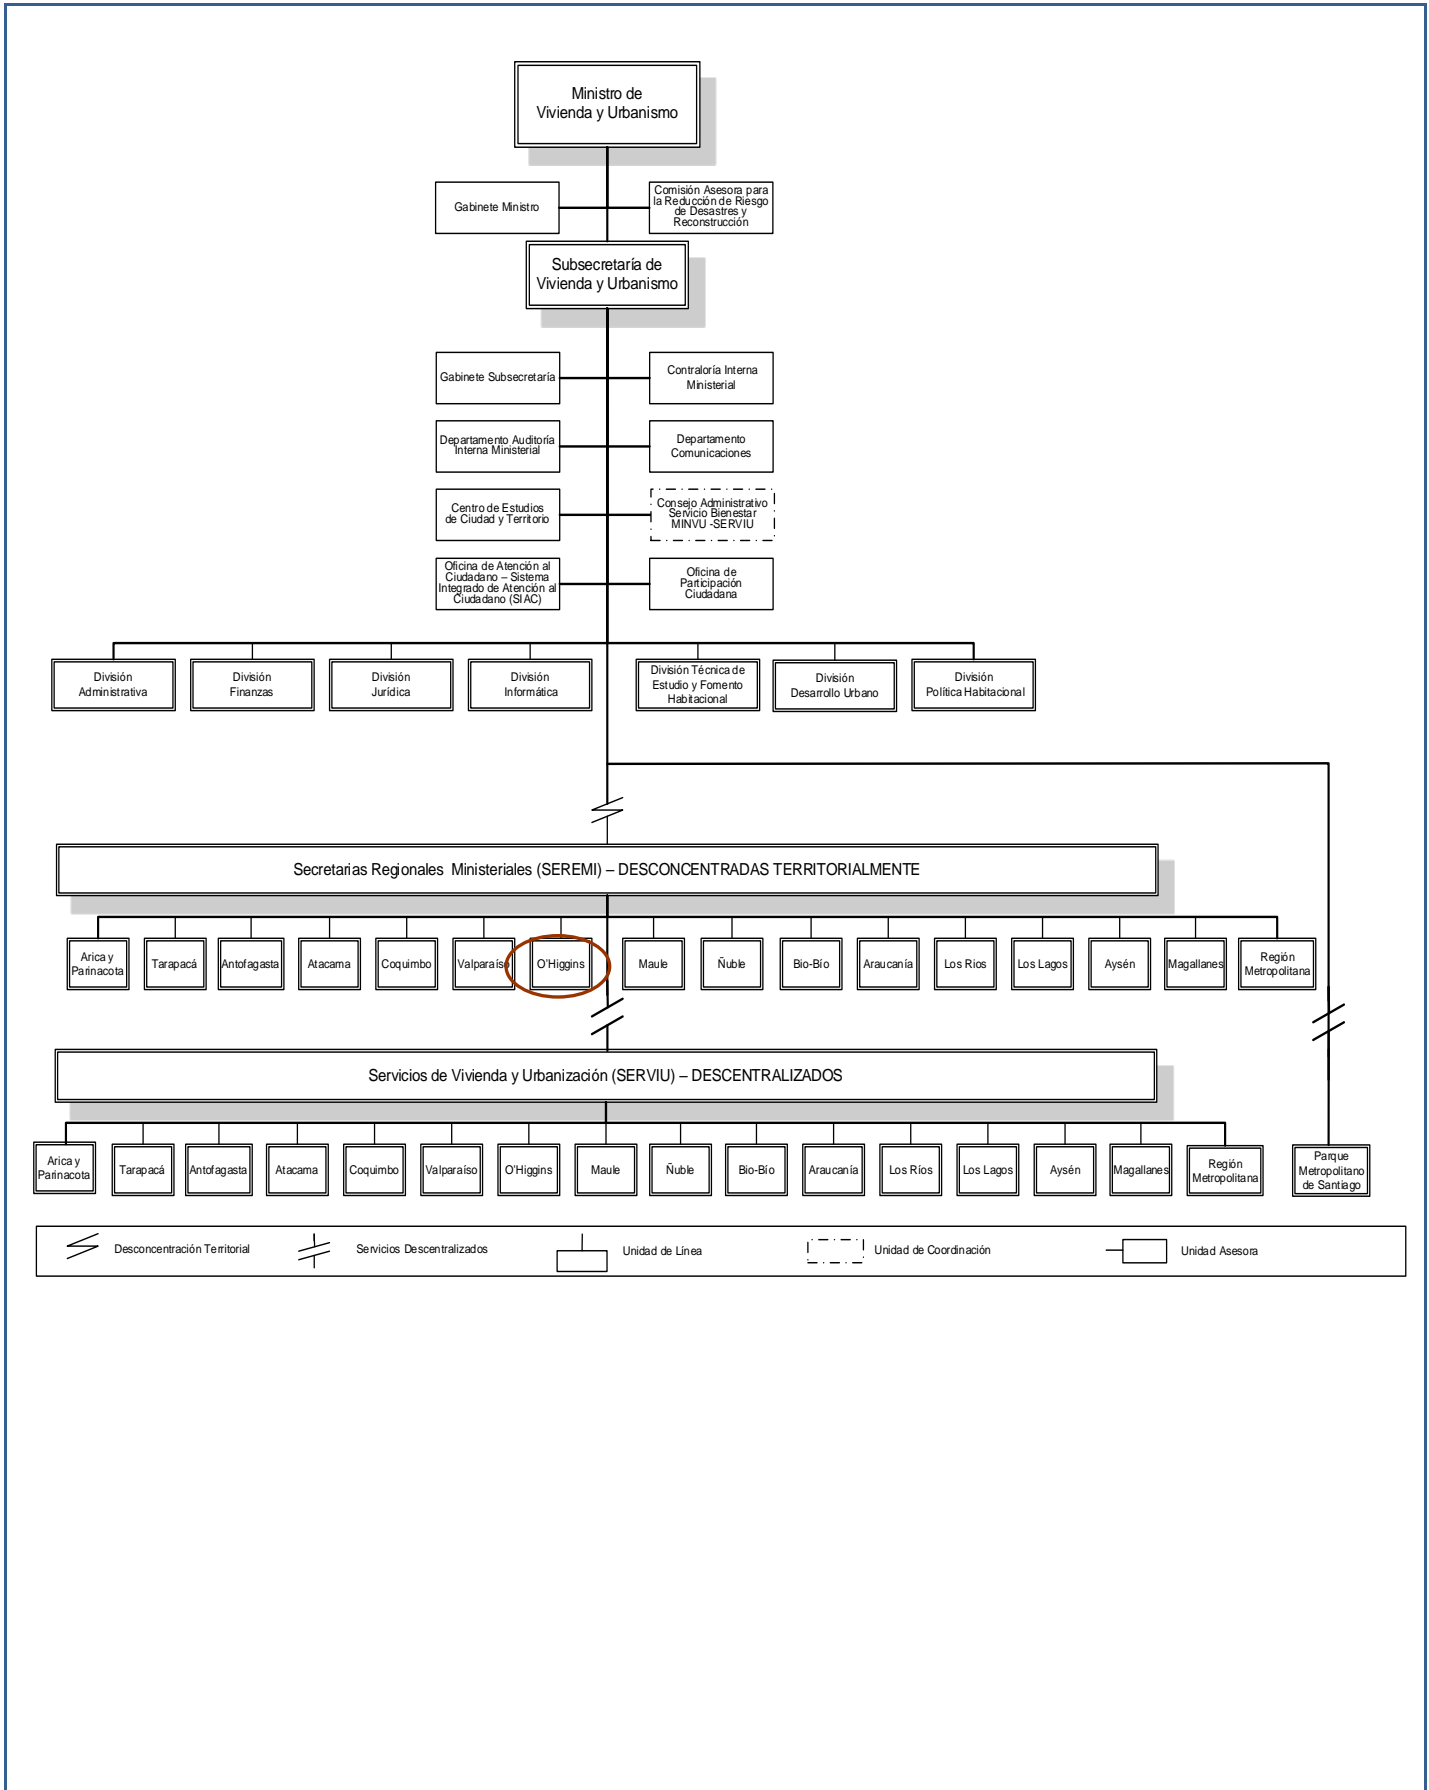 Ministro de
Vivienda y Urbanismo
Gabinete Ministro
Comisión Asesora para
la Reducción de Riesgo
de Desastres y
Reconstrucción
Subsecretaría de
Vivienda y Urbanismo
Gabinete Subsecretaría
Contraloría Interna
Ministerial
Departamento Auditoría
Interna Ministerial
Departamento
Comunicaciones
Centro de Estudios
de Ciudad y Territorio
Consejo Administrativo
Servicio Bienestar
MINVU -SERVIU
Oficina de Atención al
Ciudadano – Sistema
Integrado de Atención al
Ciudadano (SIAC)
Oficina de
Participación
Ciudadana
División
Administrativa
División
Finanzas
División
Jurídica
División
Informática
División Técnica de
Estudio y Fomento
Habitacional
División
Desarrollo Urbano
División
Política Habitacional
Secretarias Regionales Ministeriales (SEREMI) – DESCONCENTRADAS TERRITORIALMENTE
Arica y
Parinacota
Tarapacá
Antofagasta
Atacama
Coquimbo
Valparaíso
O'Higgins
Maule
Ñuble
Bio-Bío
Araucanía
Los Rios
Los Lagos
Aysén
Magallanes
Región
Metropolitana
Servicios de Vivienda y Urbanización (SERVIU) – DESCENTRALIZADOS
Arica y
Parinacota
Tarapacá
Antofagasta
Atacama
Coquimbo
Valparaíso
O'Higgins
Maule
Ñuble
Bio-Bío
Araucanía
Los Ríos
Los Lagos
Aysén
Magallanes
Región
Metropolitana
Parque
Metropolitano
de Santiago
Desconcentración Territorial
Servicios Descentralizados
Unidad de Línea
Unidad de Coordinación
Unidad Asesora